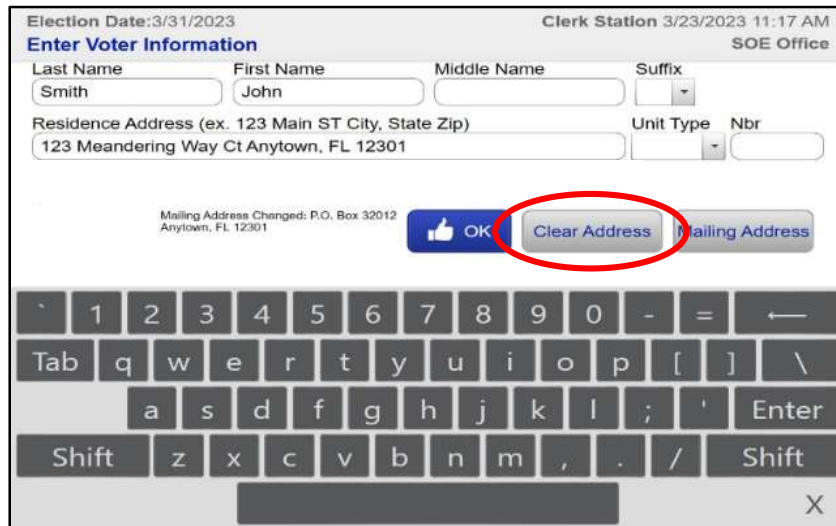 Election Date:3/31/2023 Clerk Station 3/23/2023 11:17 AM
Enter Voter Information SOE Office
Last Name First Name Middle Name Suffix
Smith John
Residence Address (ex. 123 Main ST City, State Zip) Unit Type Nbr
123 Meandering Way Ct Anytown, FL 12301
Mailing Address Changed: P.O. Box 32012
Anytown, FL 12301
OK Clear Address Mailing Address
` 1 2 3 4 5 6 7 8 9 0 - = ←
Tab q w e r t y u i o p [ ] \
a s d f g h j k l ; ' Enter
Shift z x c v b n m , . / Shift
X